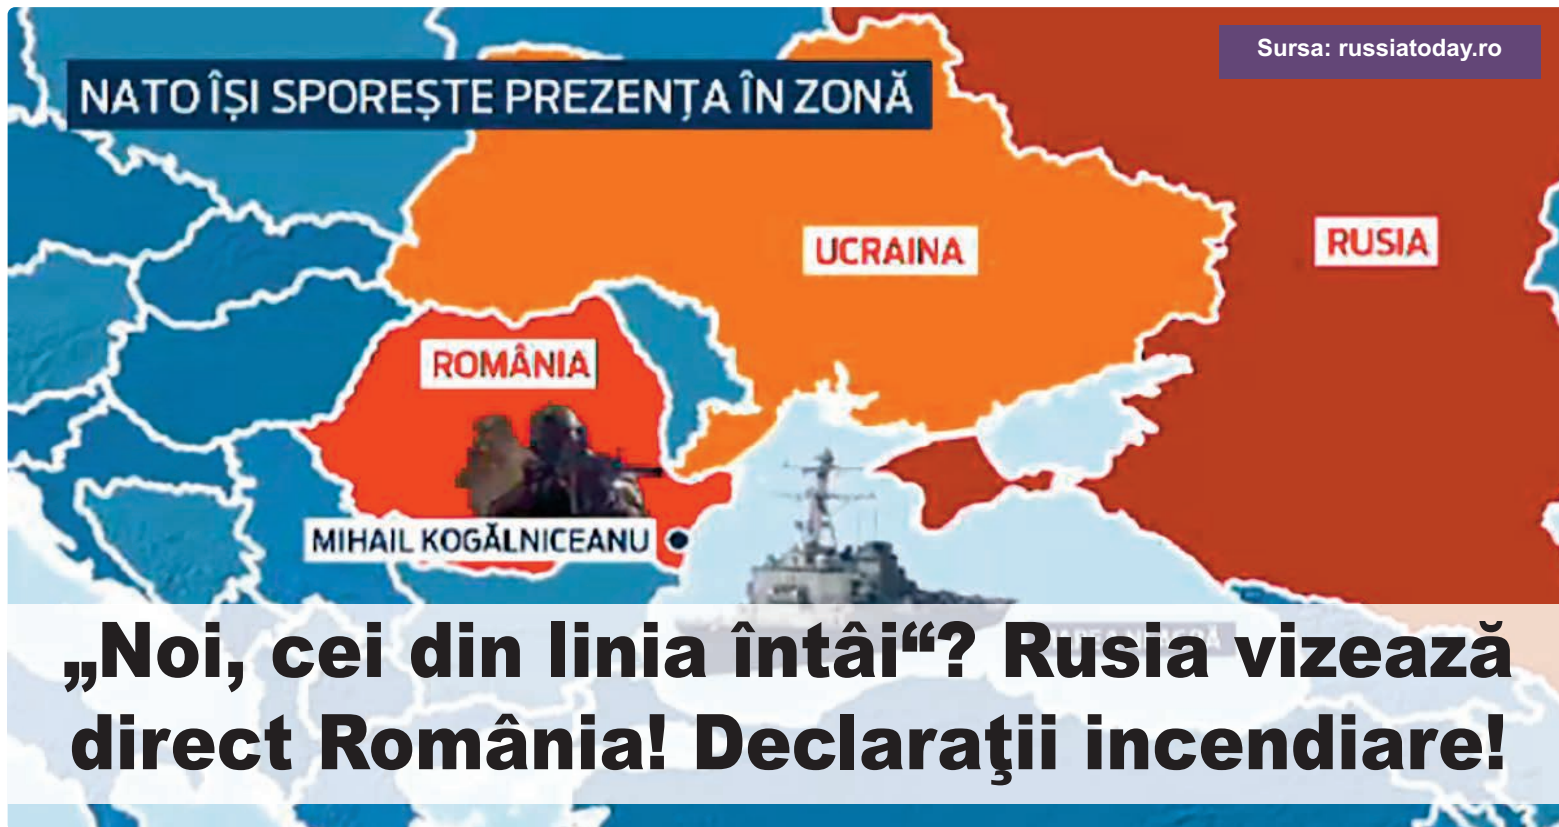 Sursa: russiatoday.ro
NATO ÎȘI SPOREȘTE PREZENȚA ÎN ZONĂ
UCRAINA
RUSIA
ROMÂNIA
MIHAIL KOGĂLNICEANU
„Noi, cei din linia întâi“? Rusia vizează
direct România! Declaraţii incendiare!